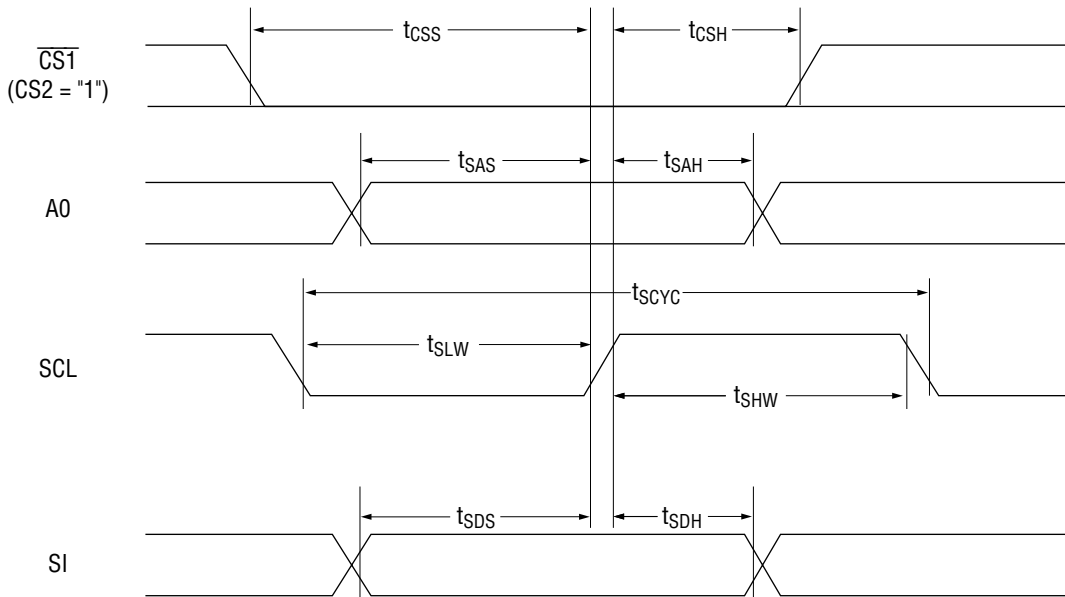 tCSS
tCSH
CS1
(CS2 = "1")
tSAS
tSAH
A0
tSCYC
tSLW
SCL
tSHW
tSDS
tSDH
SI